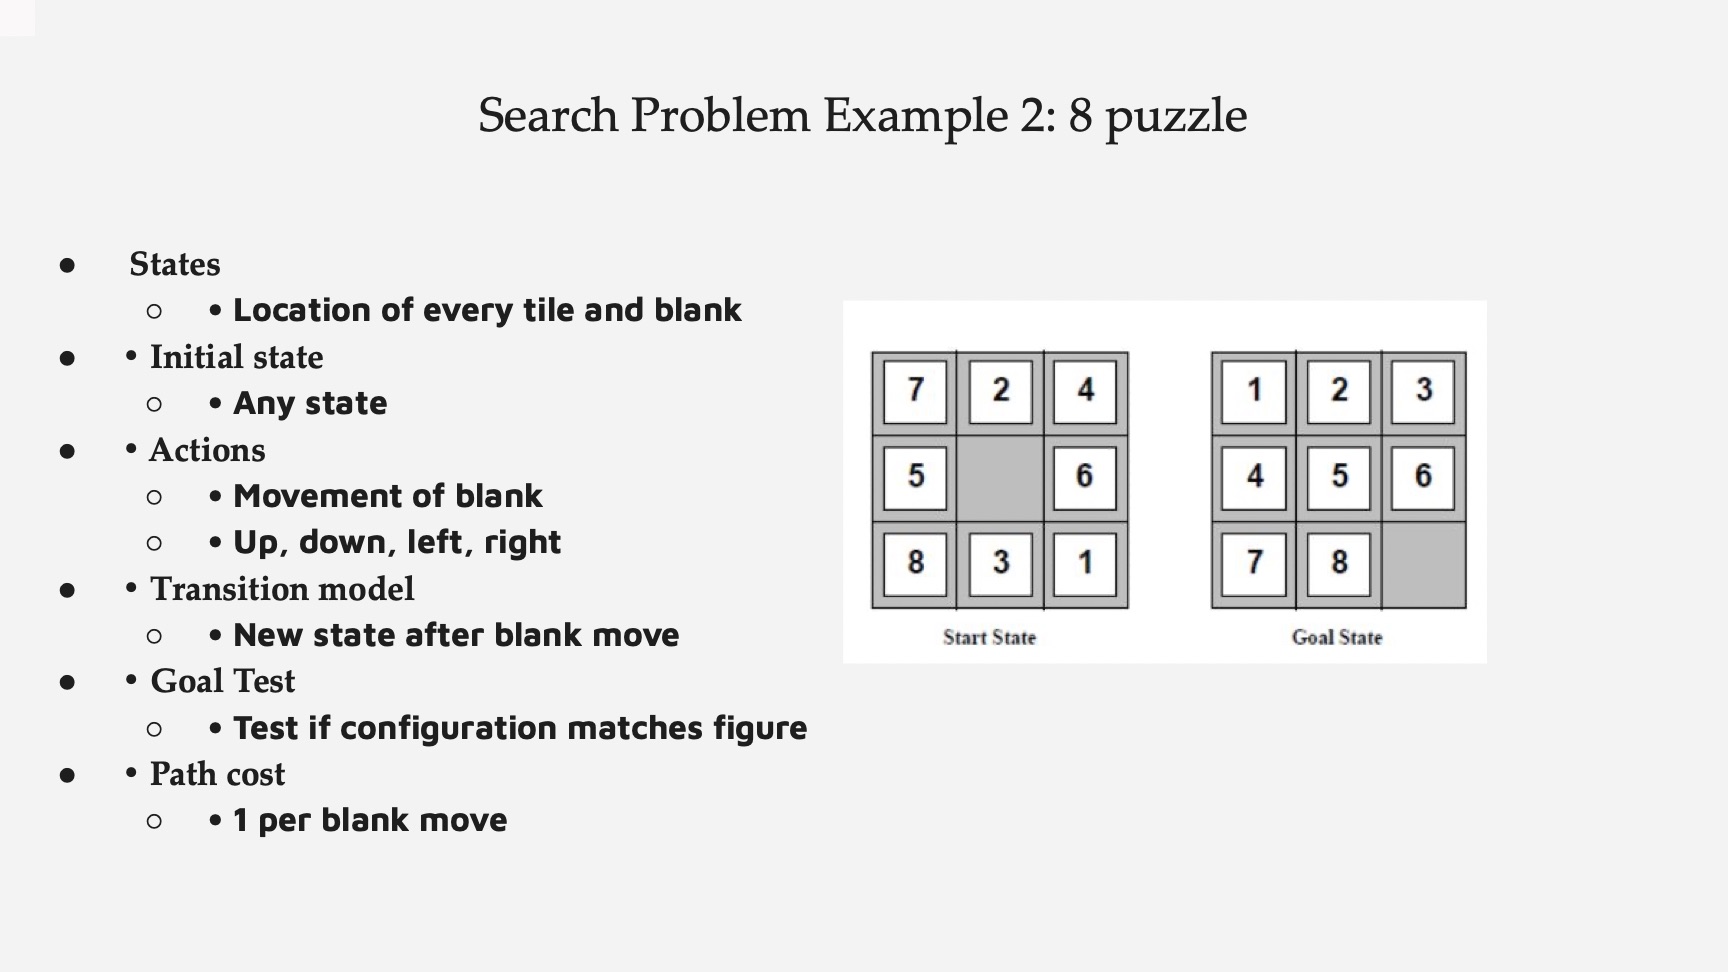 Search Problem Example 2: 8 puzzle
● States
○ • Location of every tile and blank
● • Initial state
○ • Any state
● • Actions
○ • Movement of blank
○ • Up, down, left, right
● • Transition model
○ • New state after blank move
● • Goal Test
○ • Test if configuration matches figure
● • Path cost
○ • 1 per blank move
7 2 4
5 6
8 3 1
Start State
1 2 3
4 5 6
7 8
Goal State